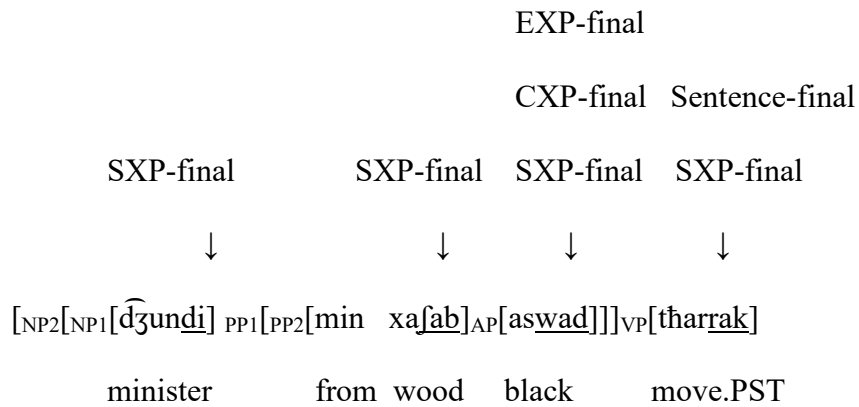 EXP-final
CXP-final Sentence-final
SXP-final SXP-final SXP-final SXP-final
↓ ↓ ↓ ↓
[NP2[NP1[d͡ʒundi] PP1[PP2[min xaʃab]AP[aswad]]]VP[tħarrak]
minister from wood black move.PST